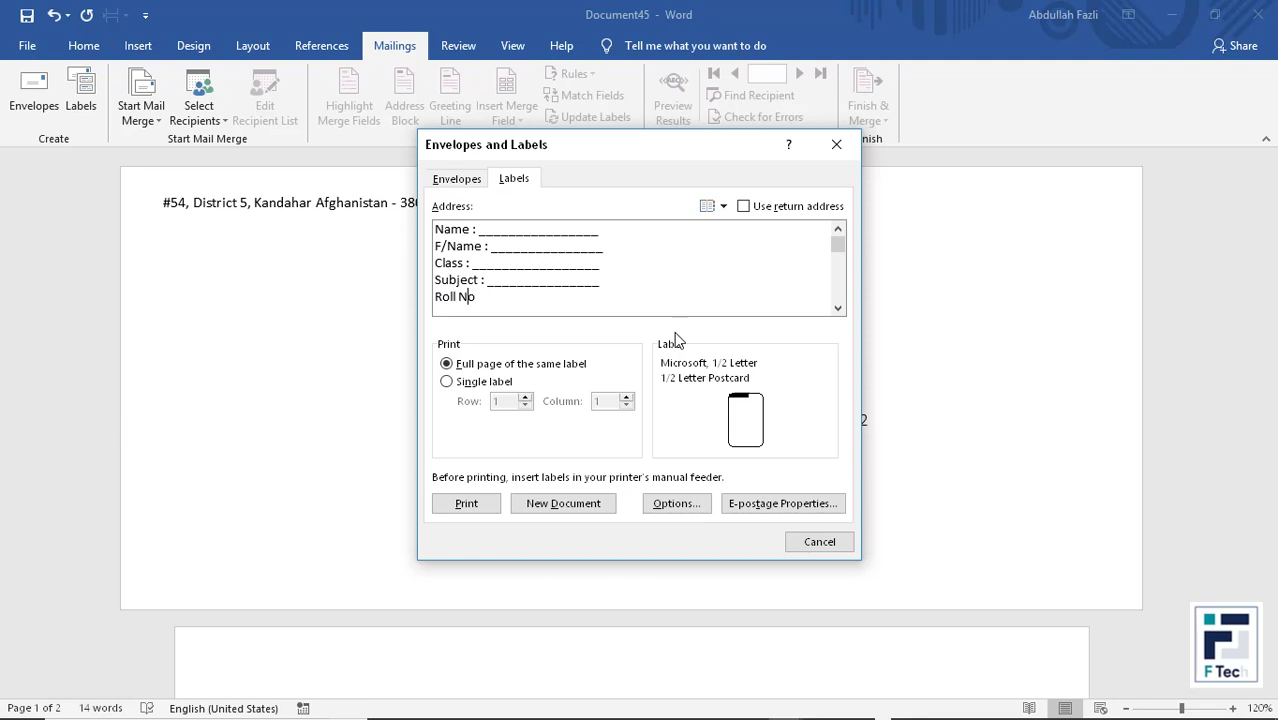 Document45 - Word
Abdullah Fazli
File
Home
Insert
Design
Layout
References
Mailings
Review
View
Help
Tell me what you want to do
Share
Envelopes
Labels
Start Mail
Merge
Select
Recipients
Edit
Recipient List
Highlight
Merge Fields
Address
Block
Greeting
Line
Insert Merge
Field
Rules
Match Fields
Update Labels
Preview
Results
Find Recipient
Check for Errors
Finish &
Merge
Create
Start Mail Merge
Envelopes and Labels
?
Envelopes
Labels
#54, District 5, Kandahar Afghanistan - 380
Address:
Use return address
Name : ________________
F/Name : _______________
Class : _________________
Subject : _______________
Roll No
Print
Full page of the same label
Single label
Row: 1
Column: 1
Microsoft, 1/2 Letter
1/2 Letter Postcard
2
Before printing, insert labels in your printer's manual feeder.
Print
New Document
Options...
E-postage Properties...
Cancel
F Tech
Page 1 of 2
14 words
English (United States)
120%